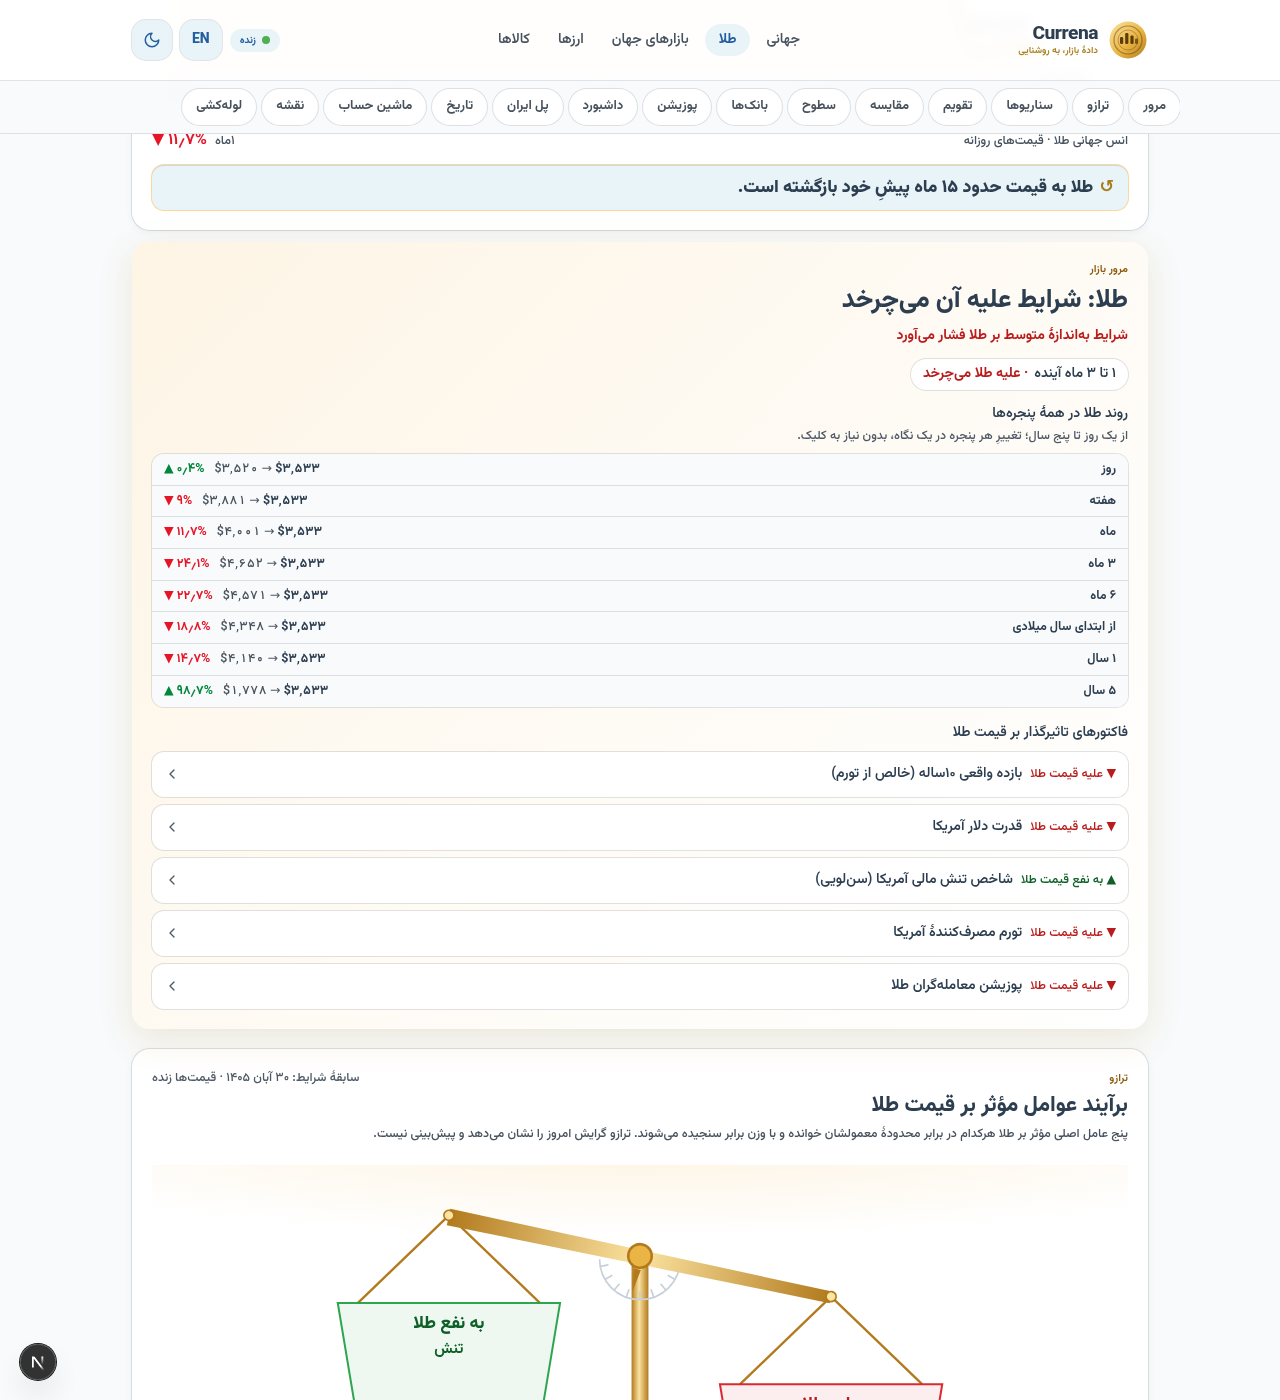 Currena
دادهٔ بازار، به روشنایی
جهانی
طلا
بازارهای جهان
ارزها
کالاها
زنده
EN
مرور
ترازو
سناریوها
تقویم
مقایسه
سطوح
بانک‌ها
پوزیشن
داشبورد
پل ایران
تاریخ
ماشین حساب
نقشه
لوله‌کشی
انس جهانی طلا · قیمت‌های روزانه
۱ماه ▼ ۱۱٫۷%
↺ طلا به قیمت حدود ۱۵ ماه پیشِ خود بازگشته است.
مرور بازار
طلا: شرایط علیه آن می‌چرخد
شرایط به‌اندازهٔ متوسط بر طلا فشار می‌آورد
۱ تا ۳ ماه آینده · علیه طلا می‌چرخد
روند طلا در همهٔ پنجره‌ها
از یک روز تا پنج سال؛ تغییرِ هر پنجره در یک نگاه، بدون نیاز به کلیک.
روز $۳,۵۲۰ → $۳,۵۳۳ ▲ ۰٫۴%
هفته $۳,۸۸۱ → $۳,۵۳۳ ▼ ۹%
ماه $۴,۰۰۱ → $۳,۵۳۳ ▼ ۱۱٫۷%
۳ ماه $۴,۶۵۲ → $۳,۵۳۳ ▼ ۲۴٫۱%
۶ ماه $۴,۵۷۱ → $۳,۵۳۳ ▼ ۲۲٫۷%
از ابتدای سال میلادی $۴,۳۴۸ → $۳,۵۳۳ ▼ ۱۸٫۸%
۱ سال $۴,۱۴۰ → $۳,۵۳۳ ▼ ۱۴٫۷%
۵ سال $۱,۷۷۸ → $۳,۵۳۳ ▲ ۹۸٫۷%
فاکتورهای تاثیرگذار بر قیمت طلا
▼ علیه قیمت طلا بازده واقعی ۱۰ساله (خالص از تورم)
▼ علیه قیمت طلا قدرت دلار آمریکا
▲ به نفع قیمت طلا شاخص تنش مالی آمریکا (سن‌لویی)
▼ علیه قیمت طلا تورم مصرف‌کنندهٔ آمریکا
▼ علیه قیمت طلا پوزیشن معامله‌گران طلا
ترازو
سابقهٔ شرایط: ۳۰ آبان ۱۴۰۵ · قیمت‌ها زنده
برآیند عوامل مؤثر بر قیمت طلا
پنج عامل اصلی مؤثر بر طلا هرکدام در برابر محدودهٔ معمولشان خوانده و با وزن برابر سنجیده می‌شوند. ترازو گرایش امروز را نشان می‌دهد و پیش‌بینی نیست.
به نفع طلا
تنش